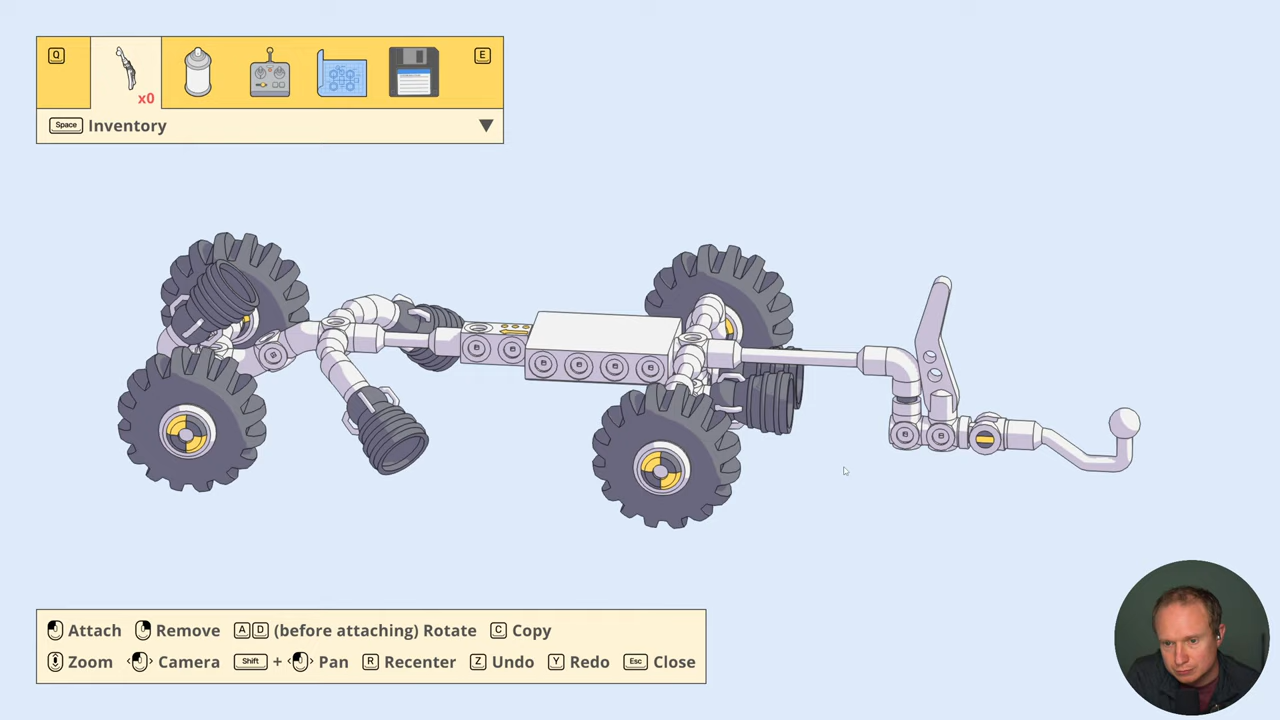 Q
E
x0
Space Inventory
Attach Remove A D (before attaching) Rotate C Copy
Zoom Camera Shift + Pan R Recenter Z Undo Y Redo Esc Close